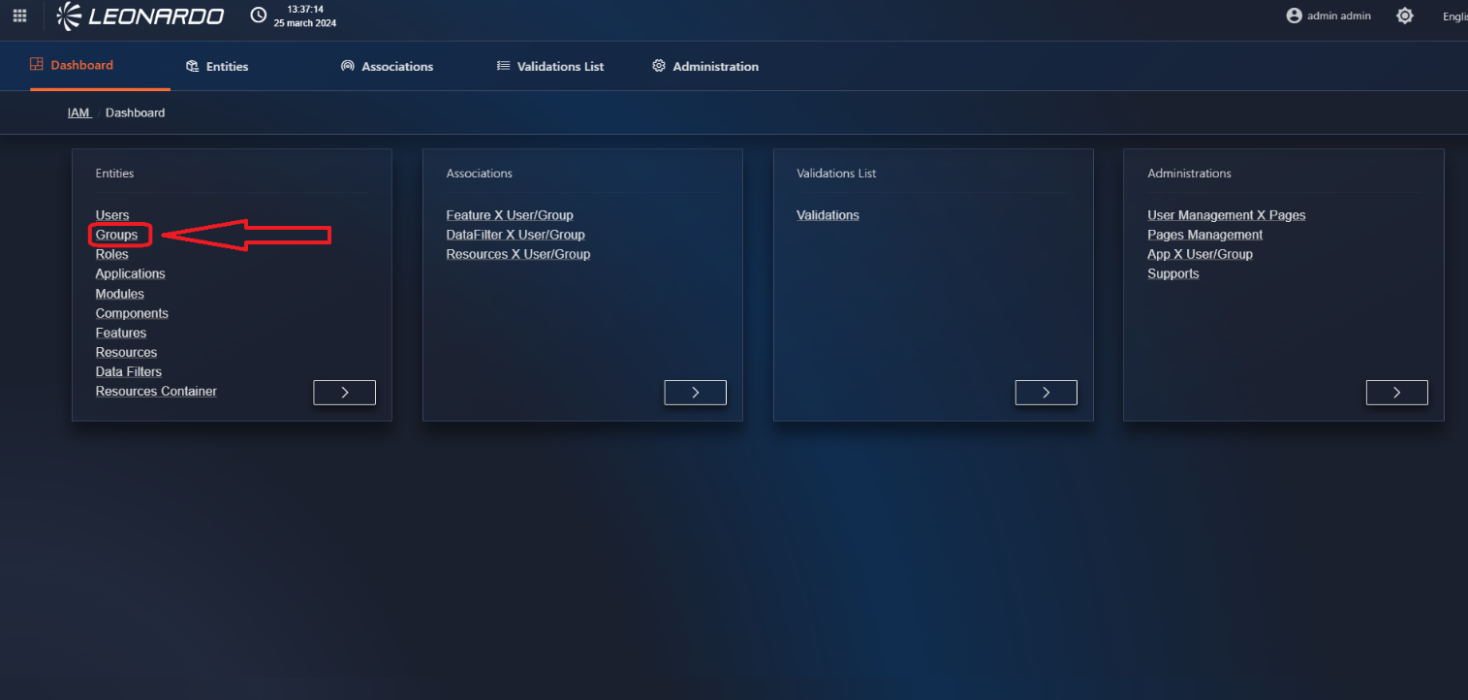 LEONARDO
13:37:14
25 march 2024
admin admin
Dashboard
Entities
Associations
Validations List
Administration
IAM Dashboard
Entities
Users
Groups
Roles
Applications
Modules
Components
Features
Resources
Data Filters
Resources Container
Associations
Feature X User/Group
DataFilter X User/Group
Resources X User/Group
Validations List
Validations
Administrations
User Management X Pages
Pages Management
App X User/Group
Supports